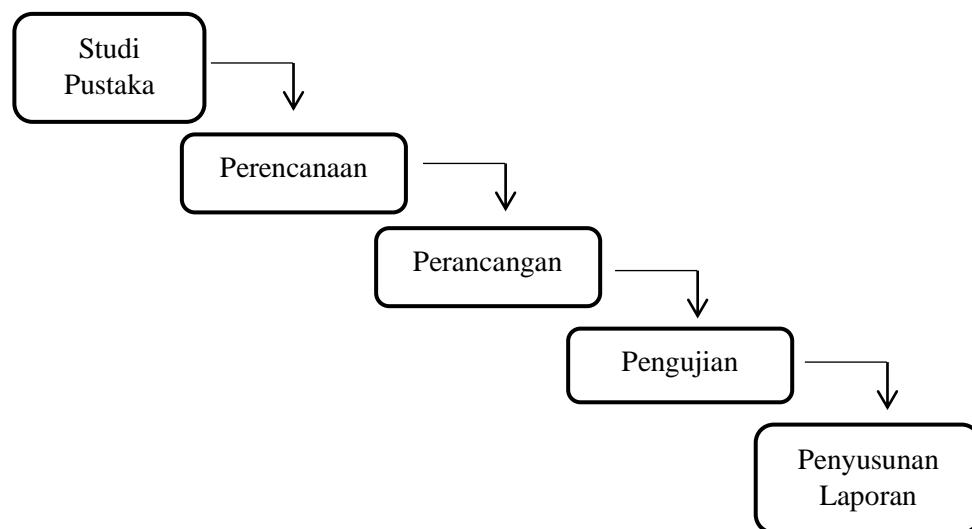 Studi
Pustaka
Perencanaan
Perancangan
Pengujian
Penyusunan
Laporan